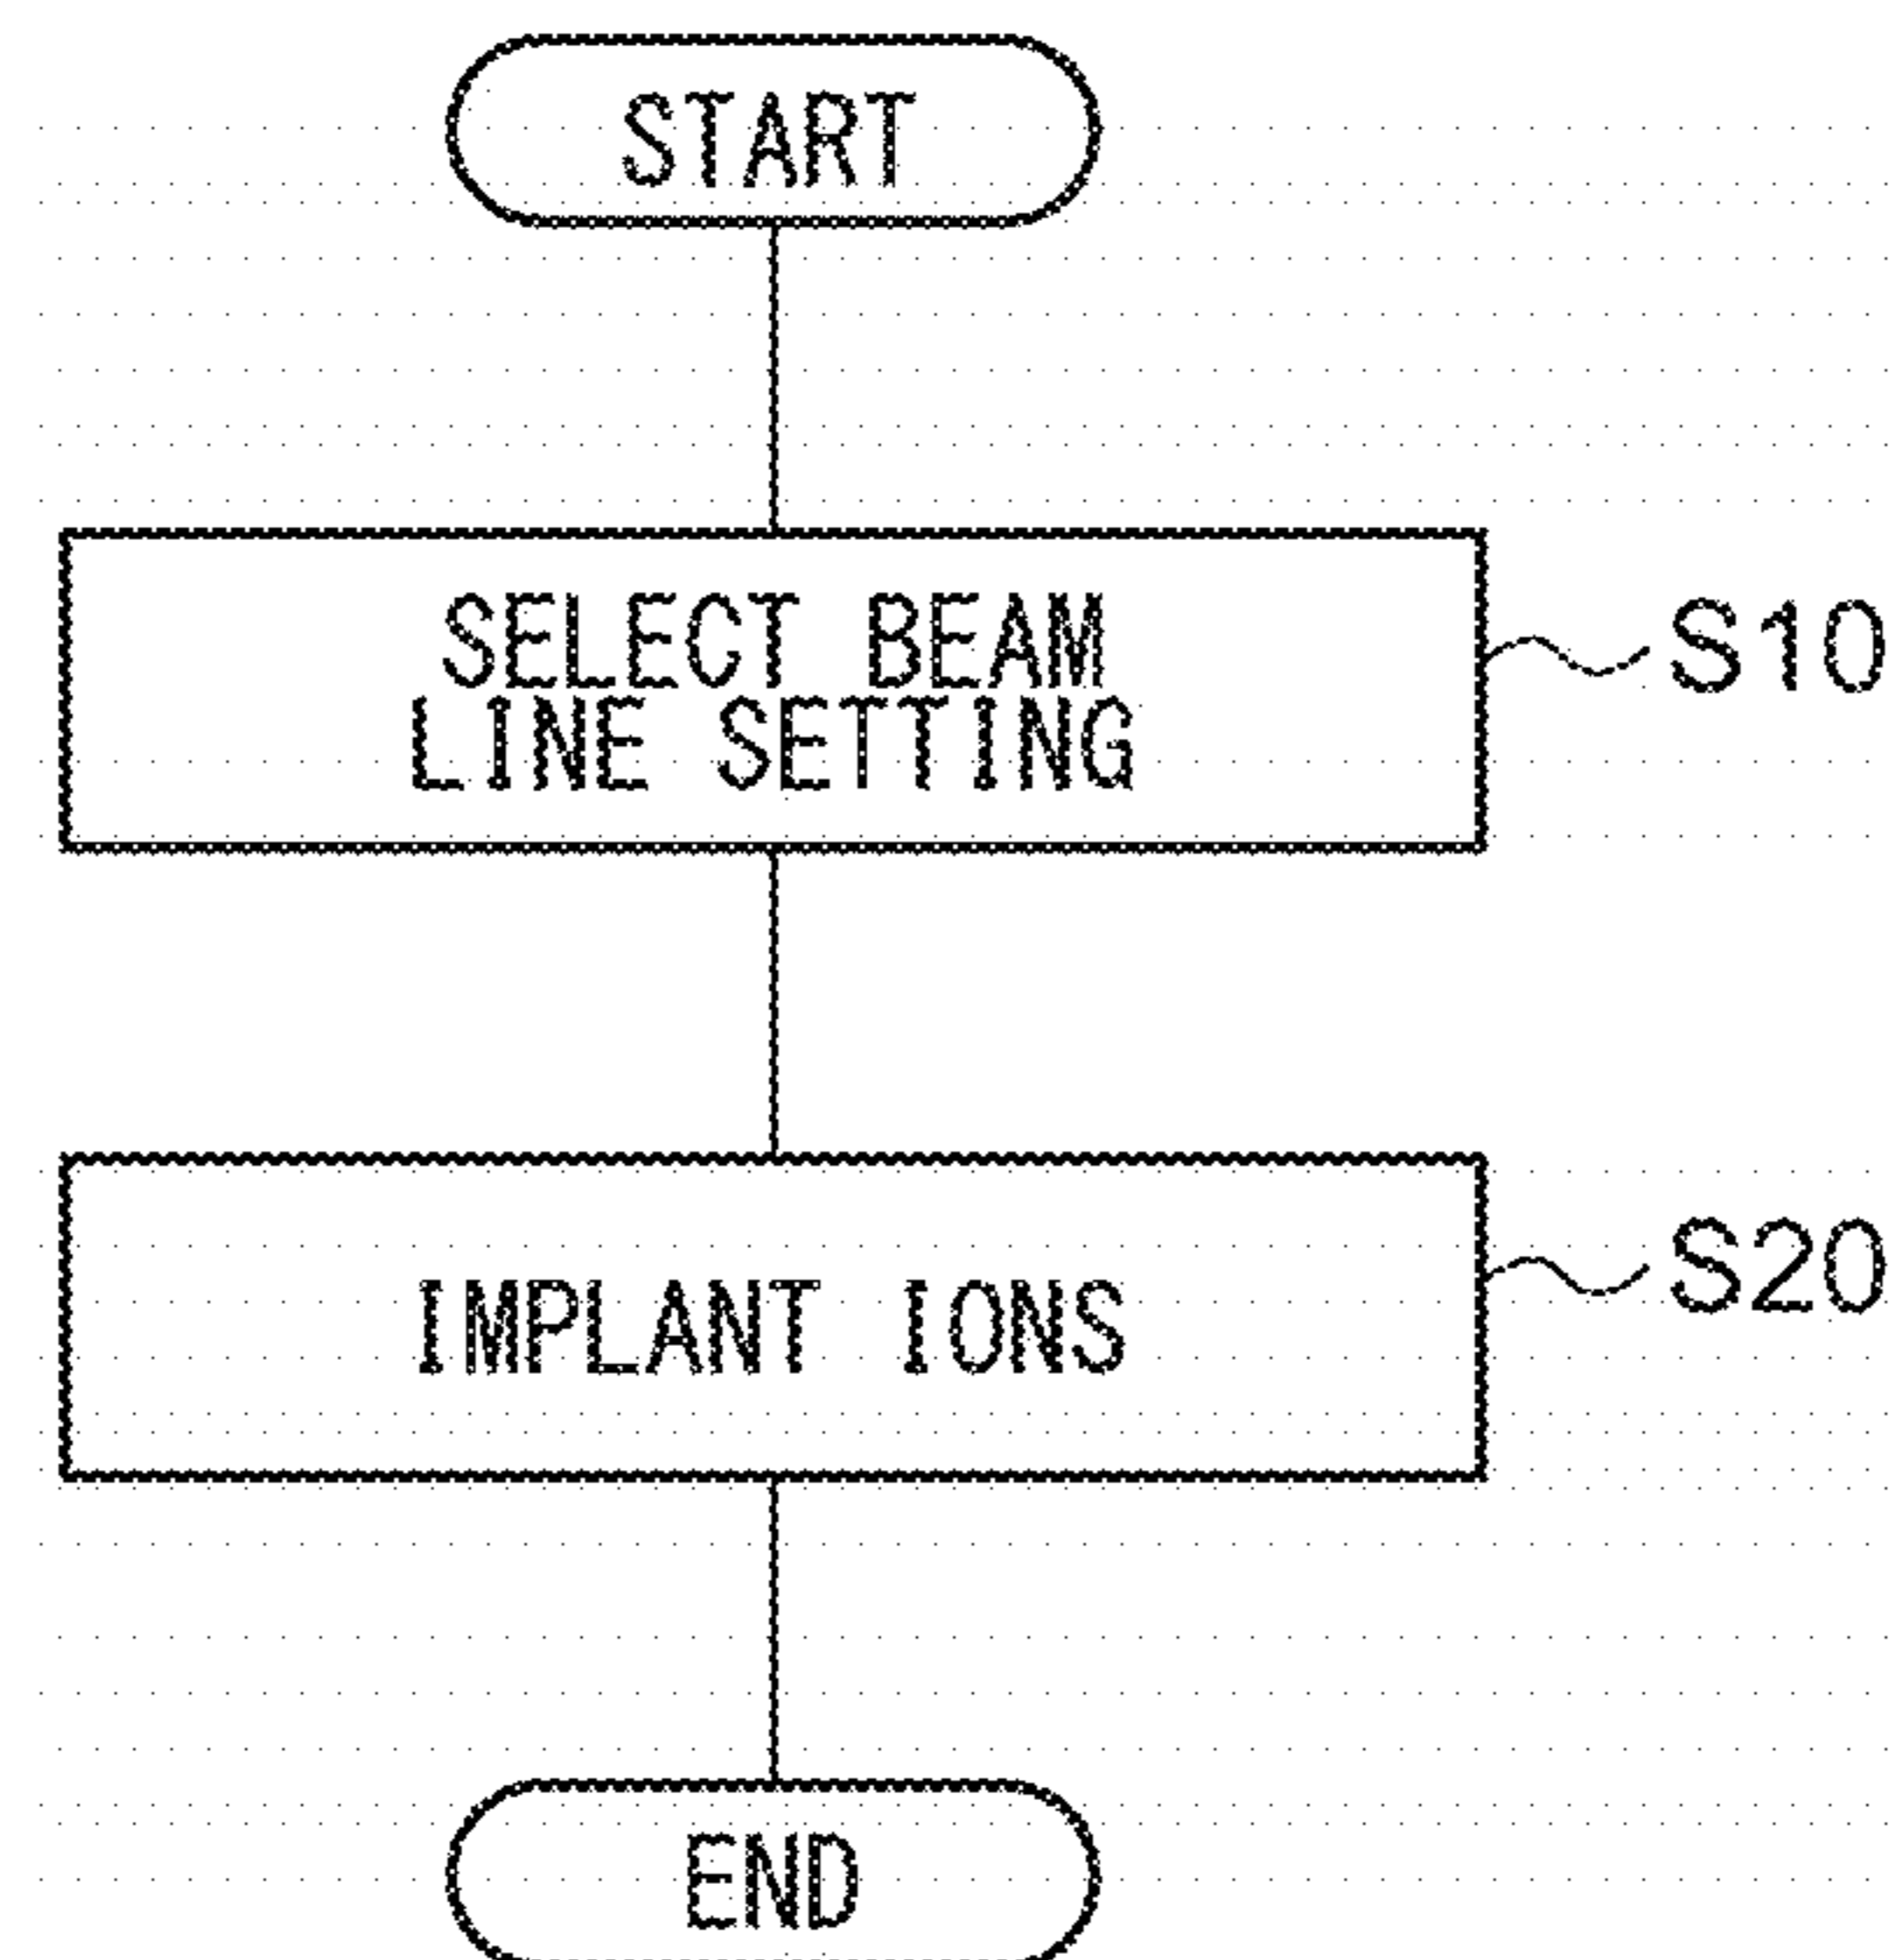 START
SELECT BEAM
LINE SETTING
S10
IMPLANT IONS
S20
END